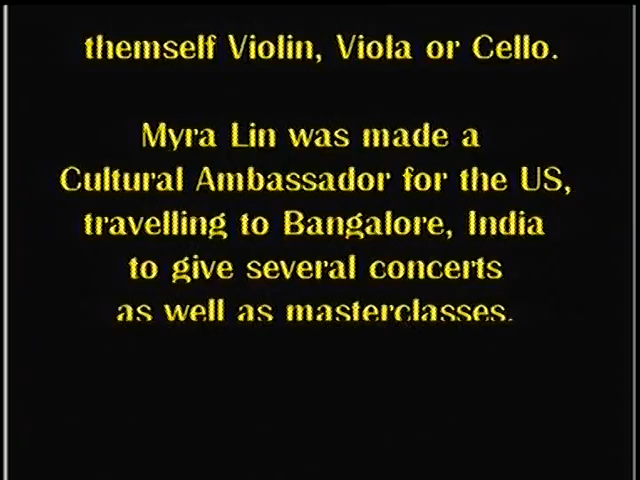 themself Violin, Viola or Cello.
Myra Lin was made a
Cultural Ambassador for the US,
travelling to Bangalore, India
to give several concerts
as well as masterclasses.